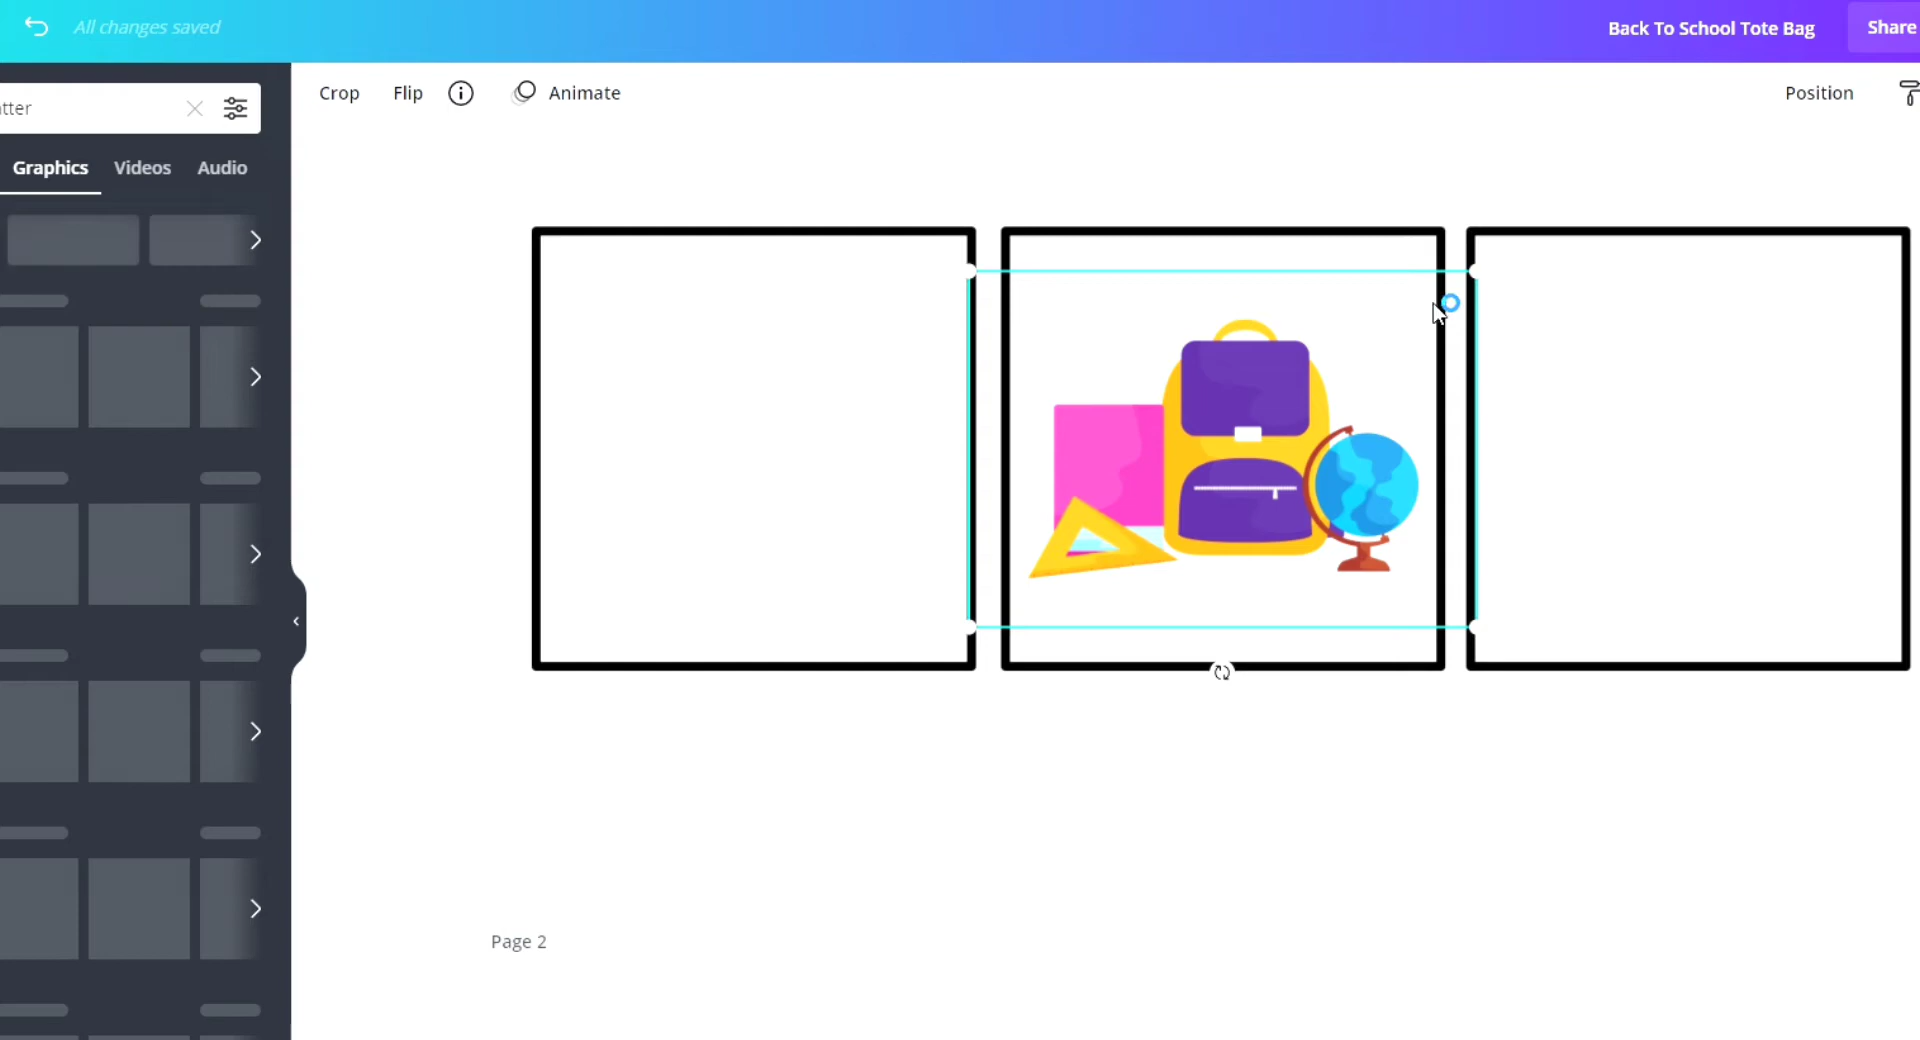 All changes saved
Back To School Tote Bag
Share
tter
Crop
Flip
Animate
Position
Graphics
Videos
Audio
Page 2